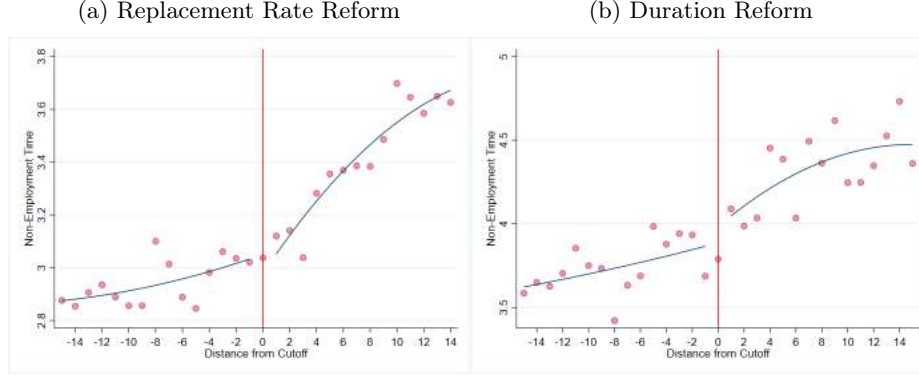 (a) Replacement Rate Reform
(b) Duration Reform
Non-Employment Time
3.8
3.6
3.4
3.2
3
2.8
-14 -12 -10 -8 -6 -4 -2 0 2 4 6 8 10 12 14
Distance from Cutoff
Non-Employment Time
5
4.5
4
3.5
-14 -12 -10 -8 -6 -4 -2 0 2 4 6 8 10 12 14
Distance from Cutoff